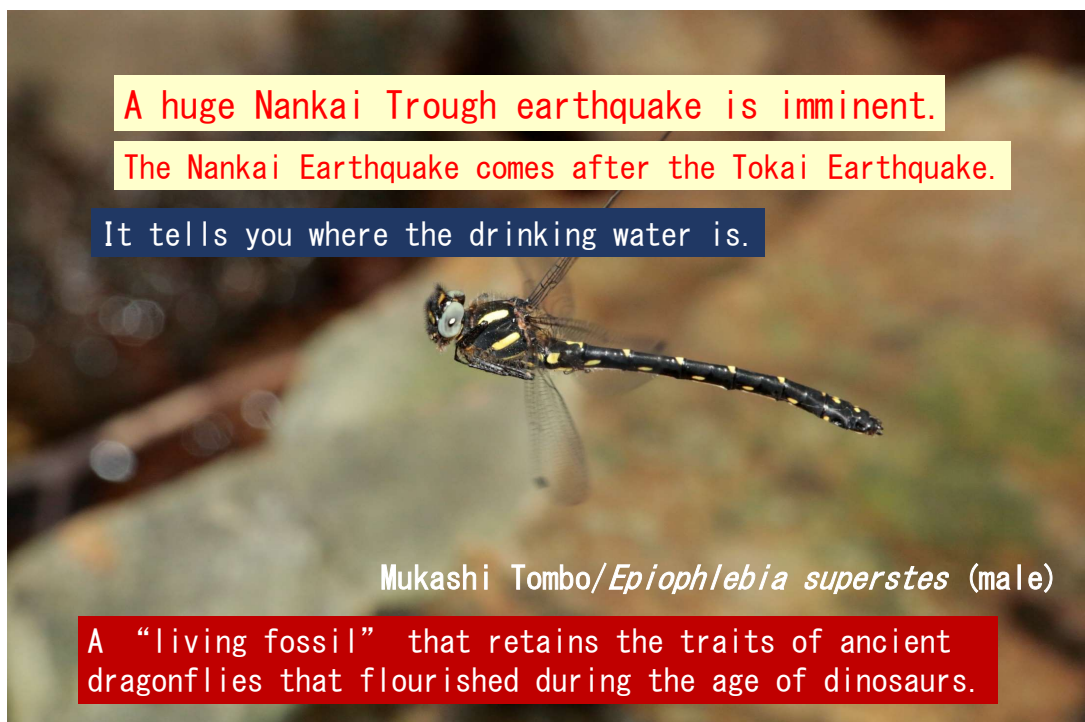 A huge Nankai Trough earthquake is imminent.
The Nankai Earthquake comes after the Tokai Earthquake.
It tells you where the drinking water is.
Mukashi Tombo/Epiophlebia superstes (male)
A “living fossil” that retains the traits of ancient
dragonflies that flourished during the age of dinosaurs.